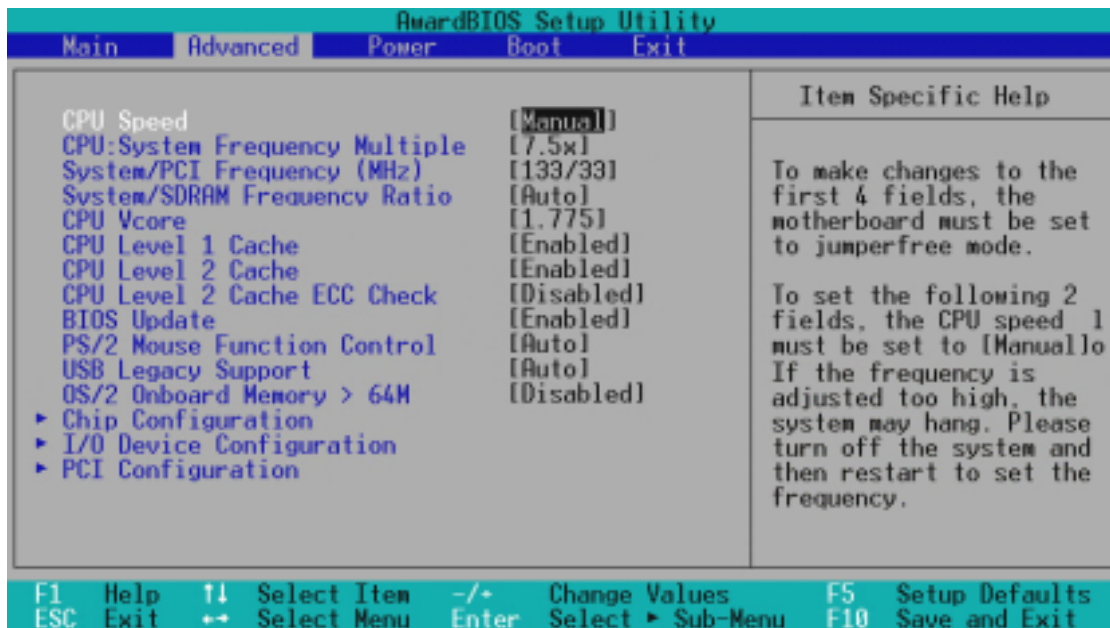 AwardBIOS Setup Utility
Main Advanced Power Boot Exit
CPU Speed [Manual]
CPU:System Frequency Multiple [7.5x]
System/PCI Frequency (MHz) [133/33]
System/SDRAM Frequency Ratio [Auto]
CPU Vcore [1.775]
CPU Level 1 Cache [Enabled]
CPU Level 2 Cache [Enabled]
CPU Level 2 Cache ECC Check [Disabled]
BIOS Update [Enabled]
PS/2 Mouse Function Control [Auto]
USB Legacy Support [Auto]
OS/2 Onboard Memory > 64M [Disabled]
▶ Chip Configuration
▶ I/O Device Configuration
▶ PCI Configuration
Item Specific Help
To make changes to the
first 4 fields, the
motherboard must be set
to jumperfree mode.
To set the following 2
fields, the CPU speed l
must be set to [Manual]o
If the frequency is
adjusted too high, the
system may hang. Please
turn off the system and
then restart to set the
frequency.
F1 Help ↑↓ Select Item -/+ Change Values F5 Setup Defaults
ESC Exit ←→ Select Menu Enter Select ▶ Sub-Menu F10 Save and Exit